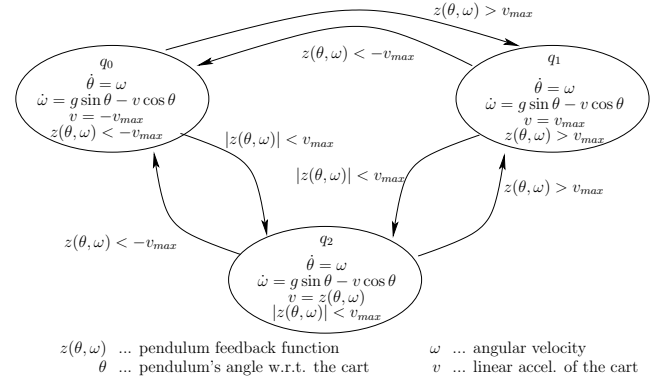 z(θ, ω) > v_max
z(θ, ω) < −v_max
q_0
θ̇ = ω
ω̇ = g sin θ − v cos θ
v = −v_max
z(θ, ω) < −v_max
q_1
θ̇ = ω
ω̇ = g sin θ − v cos θ
v = v_max
z(θ, ω) > v_max
|z(θ, ω)| < v_max
|z(θ, ω)| < v_max
z(θ, ω) > v_max
z(θ, ω) < −v_max
q_2
θ̇ = ω
ω̇ = g sin θ − v cos θ
v = z(θ, ω)
|z(θ, ω)| < v_max
z(θ, ω) ... pendulum feedback function
ω ... angular velocity
θ ... pendulum's angle w.r.t. the cart
v ... linear accel. of the cart